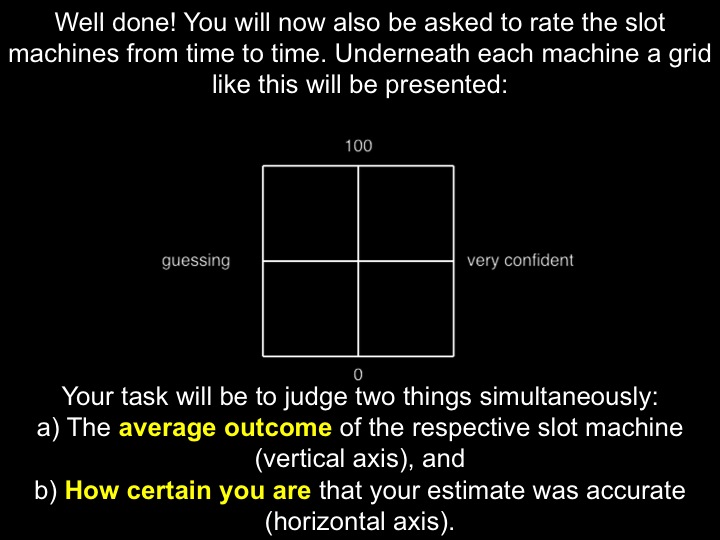 Well done! You will now also be asked to rate the slot
machines from time to time. Underneath each machine a grid
like this will be presented:
100
guessing
very confident
0
Your task will be to judge two things simultaneously:
a) The average outcome of the respective slot machine
(vertical axis), and
b) How certain you are that your estimate was accurate
(horizontal axis).